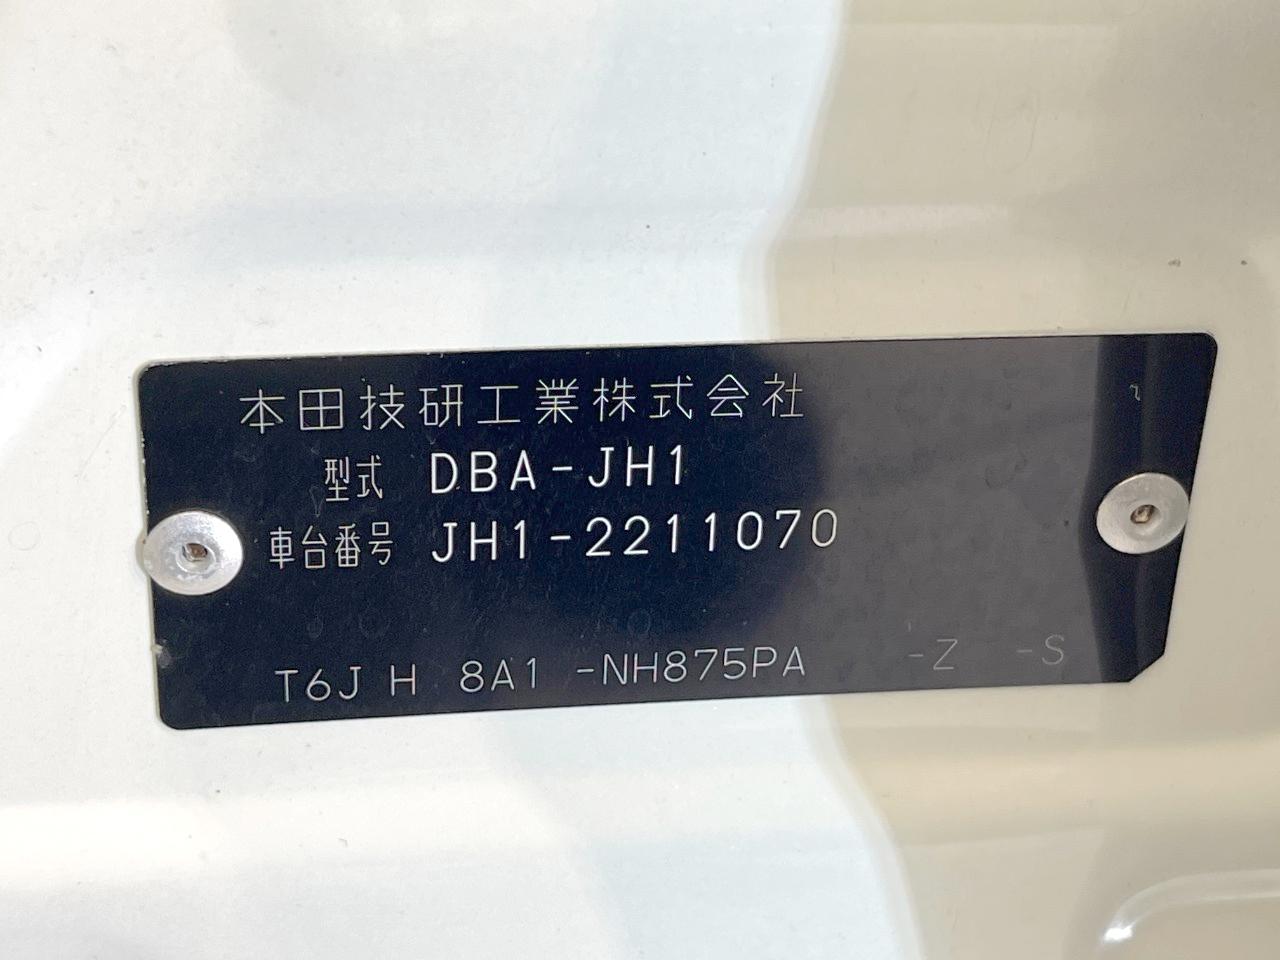 本田技研工業株式会社
型式 DBA-JH1
車台番号 JH1-2211070
T6J H 8A1 -NH875PA -Z -S